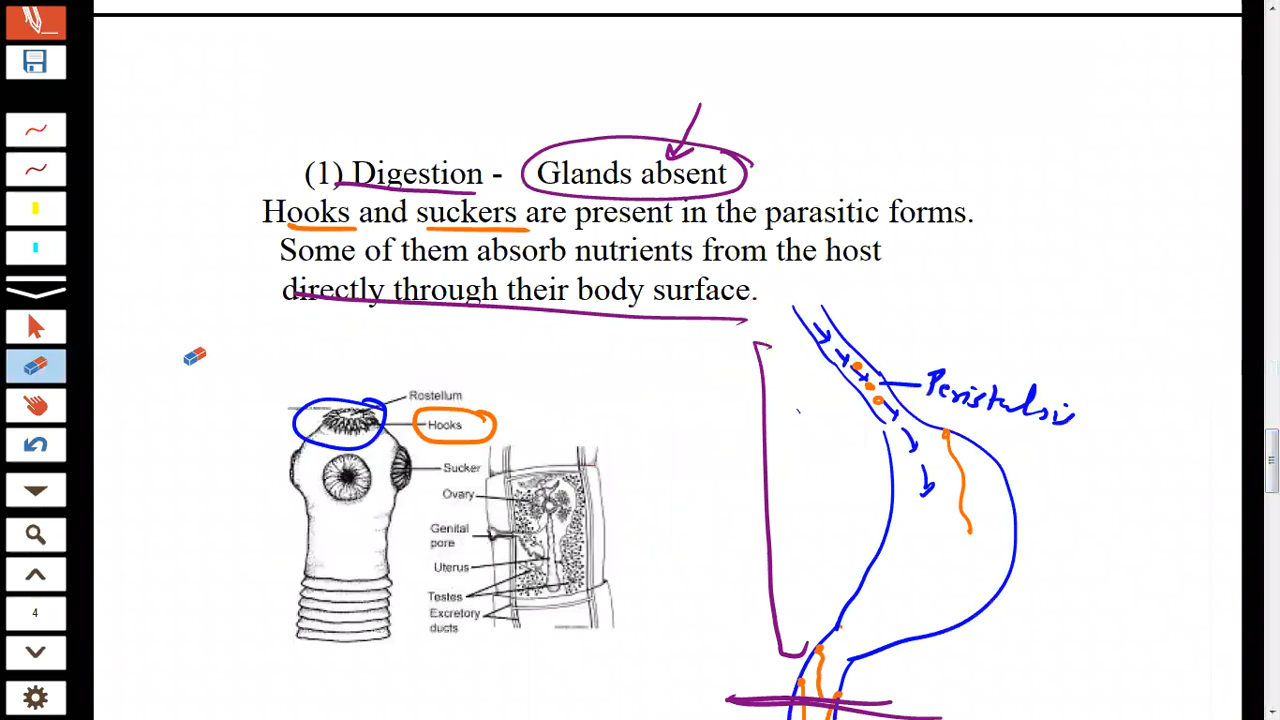 (1) Digestion - Glands absent
Hooks and suckers are present in the parasitic forms.
Some of them absorb nutrients from the host
directly through their body surface.
Peristalsis
Rostellum
Hooks
Sucker
Ovary
Genital
pore
Uterus
Testes
Excretory
ducts
4